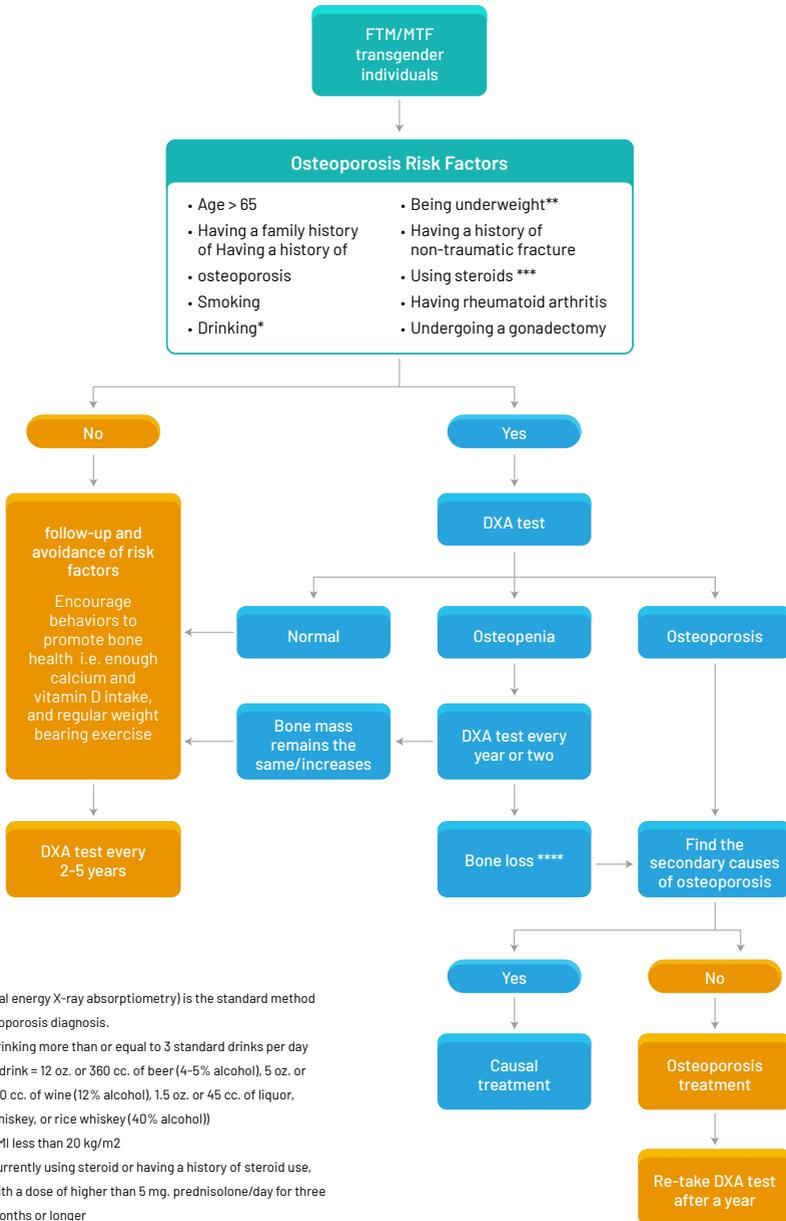 FTM/MTF
transgender
individuals
Osteoporosis Risk Factors
• Age > 65
• Having a family history
of Having a history of
• osteoporosis
• Smoking
• Drinking*
• Being underweight**
• Having a history of
non-traumatic fracture
• Using steroids ***
• Having rheumatoid arthritis
• Undergoing a gonadectomy
No
Yes
follow-up and
avoidance of risk
factors
Encourage
behaviors to
promote bone
health i.e. enough
calcium and
vitamin D intake,
and regular weight
bearing exercise
DXA test
Normal
Osteopenia
Osteoporosis
Bone mass
remains the
same/increases
DXA test every
year or two
DXA test every
2-5 years
Bone loss ****
Find the
secondary causes
of osteoporosis
Yes
No
Causal
treatment
Osteoporosis
treatment
Re-take DXA test
after a year
al energy X-ray absorptiometry) is the standard method
oporosis diagnosis.
rinking more than or equal to 3 standard drinks per day
drink = 12 oz. or 360 cc. of beer (4-5% alcohol), 5 oz. or
0 cc. of wine (12% alcohol), 1.5 oz. or 45 cc. of liquor,
hiskey, or rice whiskey (40% alcohol))
MI less than 20 kg/m2
urrently using steroid or having a history of steroid use,
ith a dose of higher than 5 mg. prednisolone/day for three
onths or longer